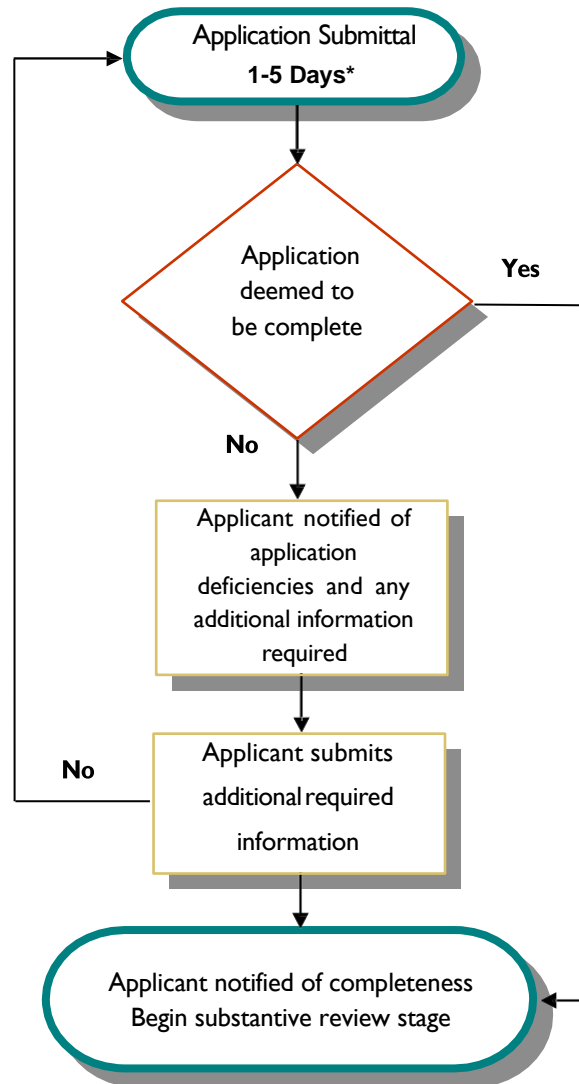 Application Submittal
1-5 Days*
Application
deemed to
be complete
Yes
No
Applicant notified of
application
deficiencies and any
additional information
required
No
Applicant submits
additional required
information
Applicant notified of completeness
Begin substantive review stage